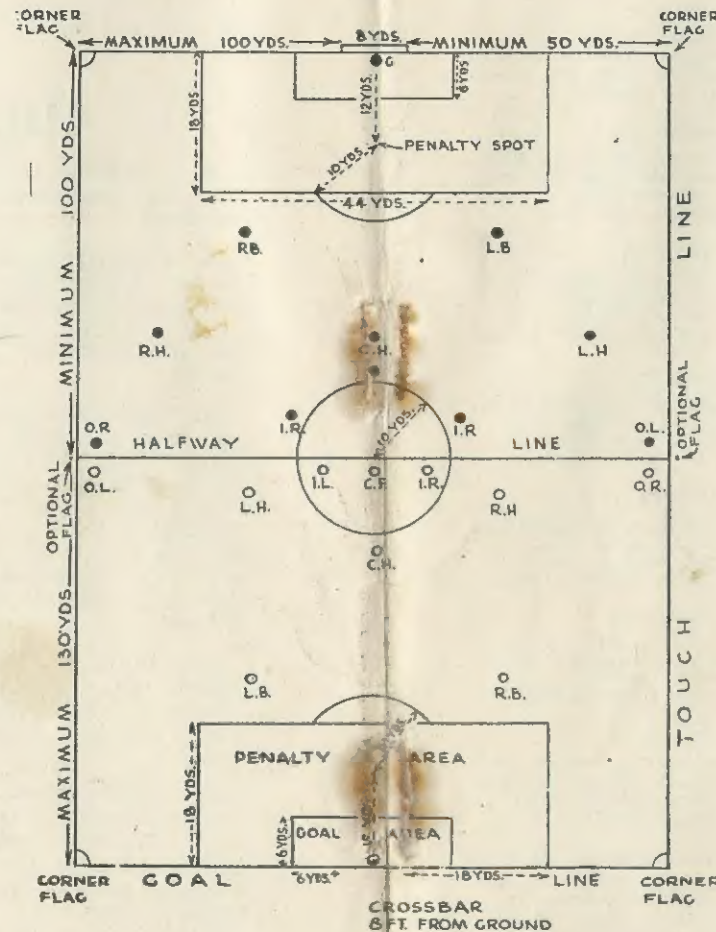 CORNER FLAG
CORNER FLAG
MAXIMUM 100 YDS.
8 YDS.
MINIMUM 50 YDS.
G
18 YDS.
12 YDS.
6 YDS.
PENALTY SPOT
10 YDS.
44 YDS.
MINIMUM 100 YDS
LINE
R.B.
L.B
R.H.
C.H.
L.H
I.R.
10 YDS.
I.R
O.R
HALFWAY
LINE
O.L.
OPTIONAL FLAG
O.L.
I.L.
C.F.
I.R.
O.R.
OPTIONAL FLAG
L.H.
R.H
C.H.
MAXIMUM 130 YDS.
TOUCH
L.B.
R.B.
PENALTY AREA
18 YDS.
6 YDS.
GOAL AREA
CORNER FLAG
GOAL
6 YDS.
18 YDS.
LINE
CORNER FLAG
CROSSBAR
8 FT. FROM GROUND